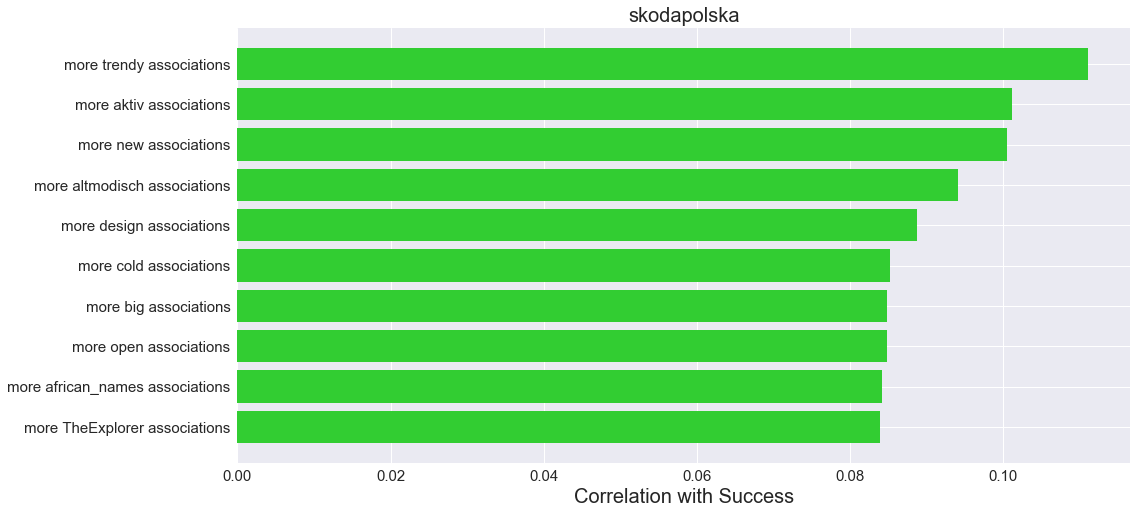 skodapolska
more trendy associations
more aktiv associations
more new associations
more altmodisch associations
more design associations
more cold associations
more big associations
more open associations
more african_names associations
more TheExplorer associations
0.00 0.02 0.04 0.06 0.08 0.10
Correlation with Success